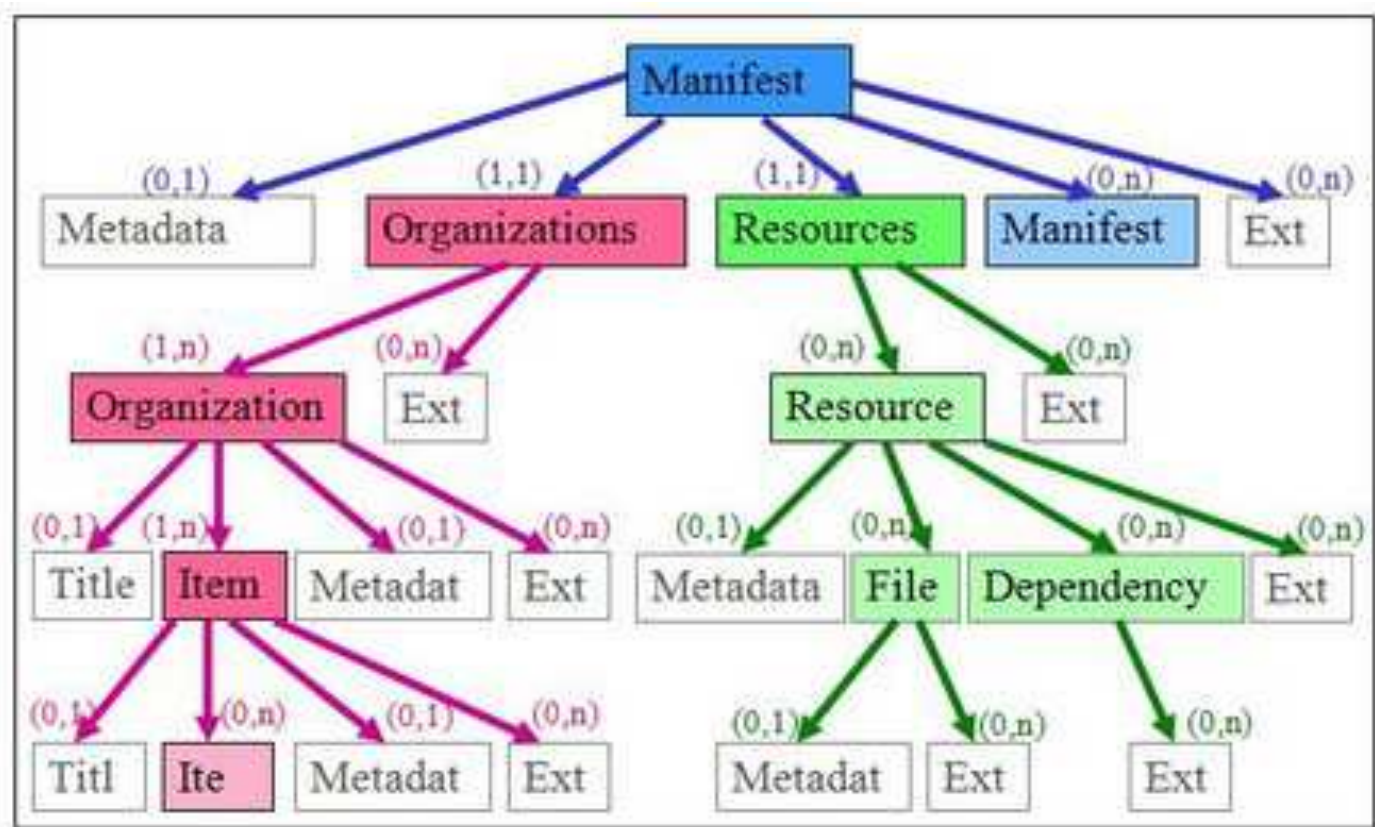 Manifest
(0,1) (1,1) (1,1) (0,n) (0,n)
Metadata Organizations Resources Manifest Ext
(1,n) (0,n) (0,n) (0,n)
Organization Ext Resource Ext
(0,1) (1,n) (0,1) (0,n) (0,1) (0,n) (0,n) (0,n)
Title Item Metadat Ext Metadata File Dependency Ext
(0,1) (0,n) (0,1) (0,n) (0,1) (0,n) (0,n)
Titl Ite Metadat Ext Metadat Ext Ext